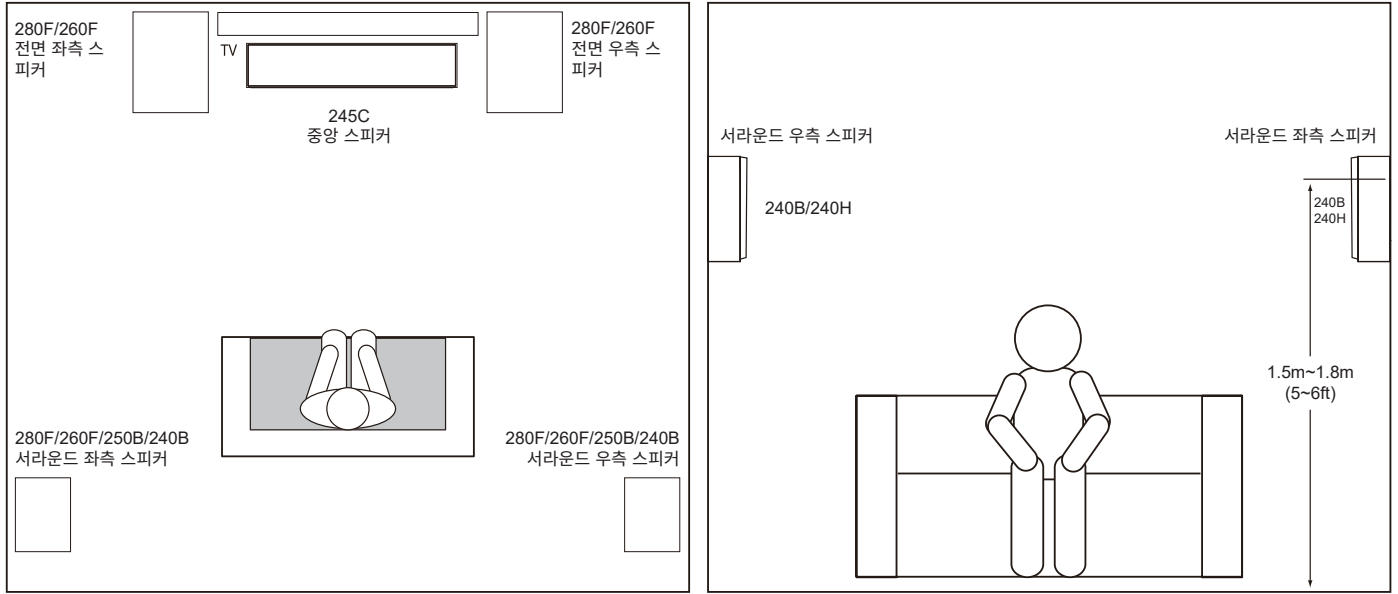 280F/260F
전면 좌측 스
피커
TV
280F/260F
전면 우측 스
피커
245C
중앙 스피커
280F/260F/250B/240B
서라운드 좌측 스피커
280F/260F/250B/240B
서라운드 우측 스피커
서라운드 우측 스피커
240B/240H
서라운드 좌측 스피커
240B
240H
1.5m~1.8m
(5~6ft)